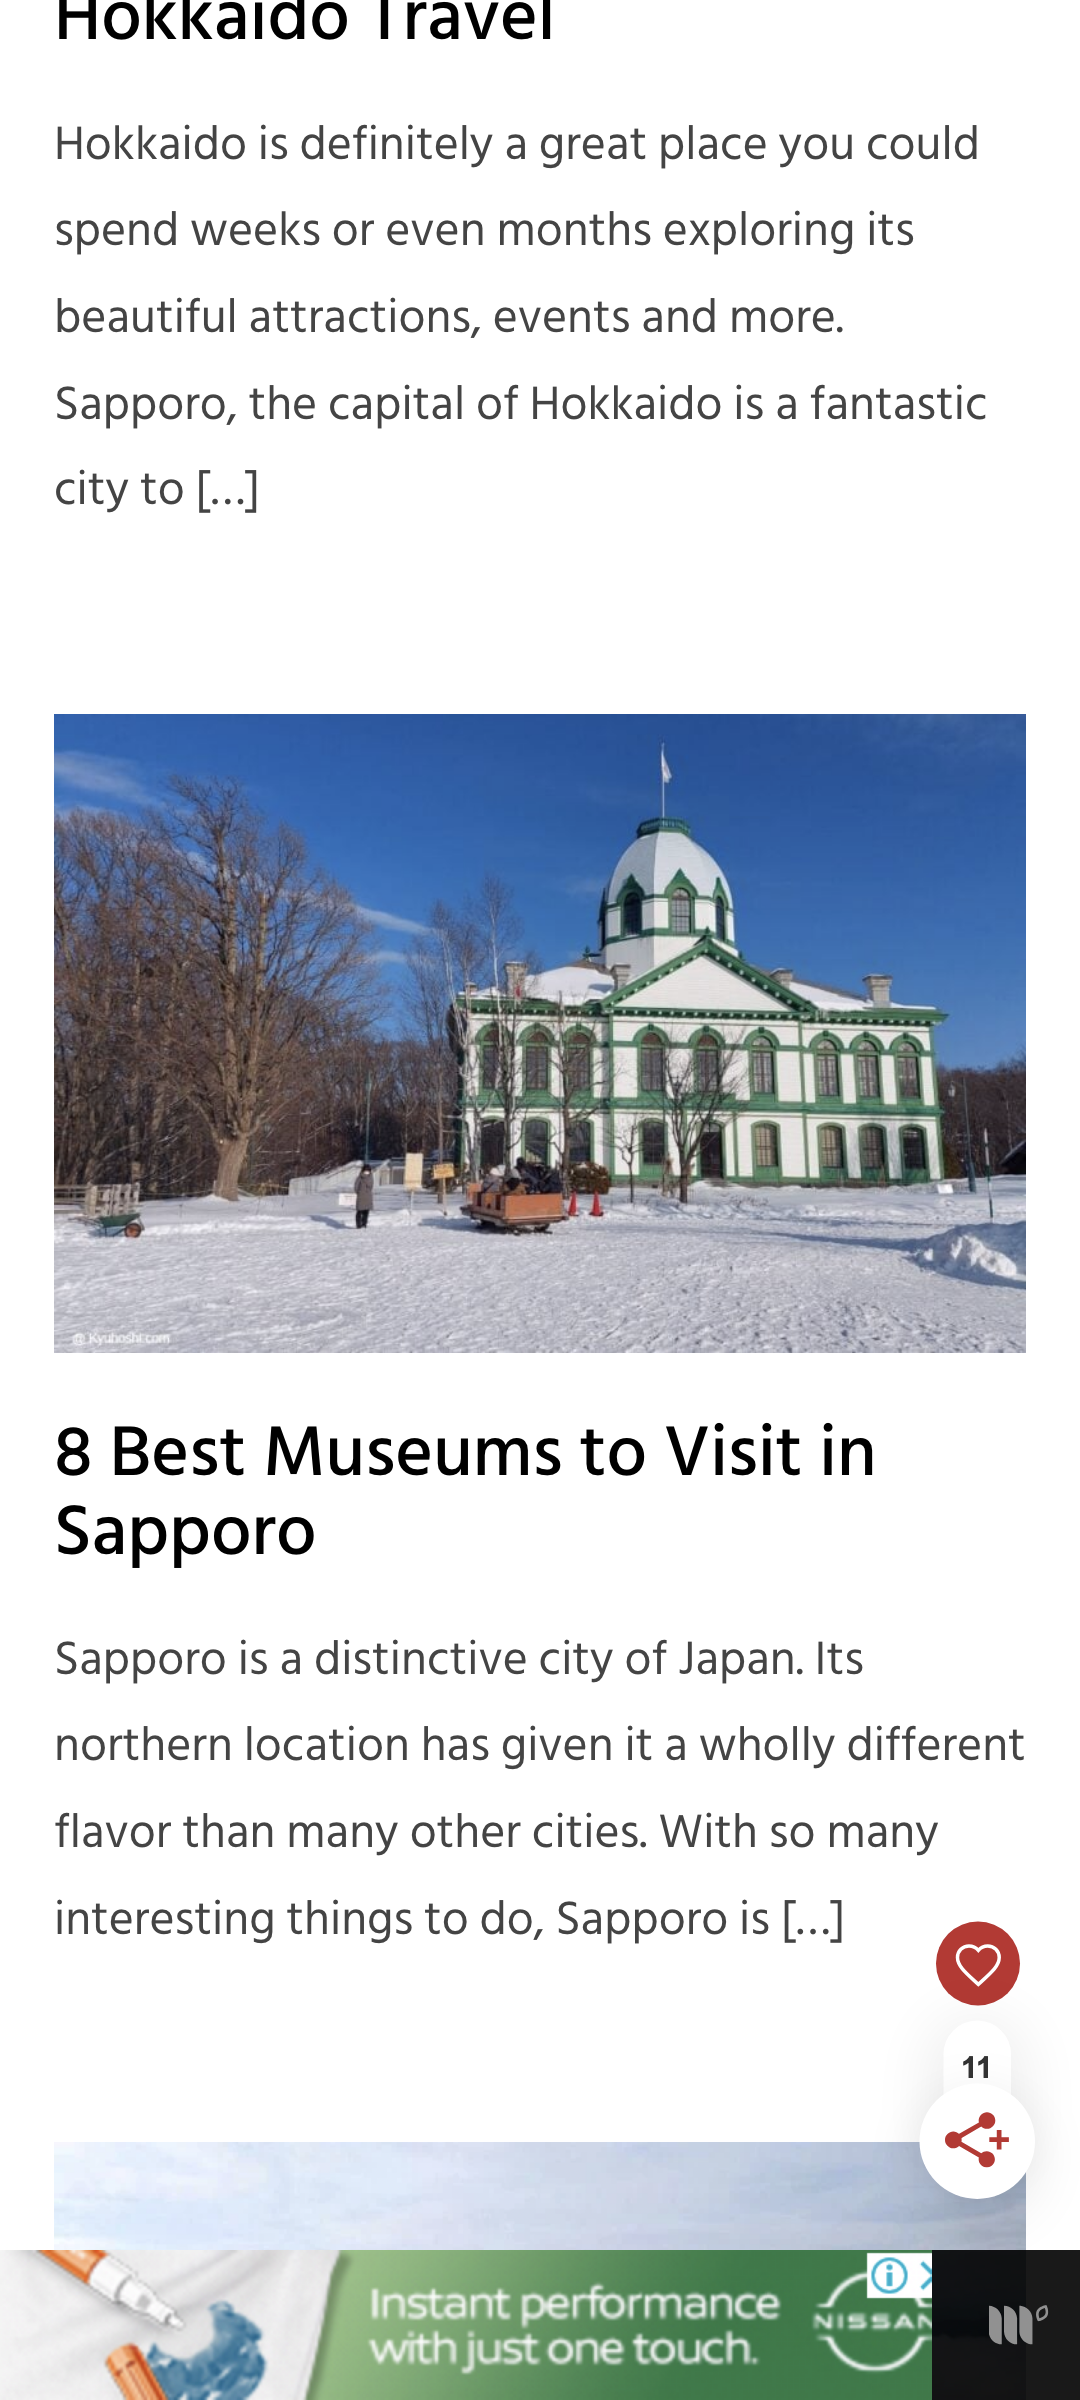 Hokkaido Travel
Hokkaido is definitely a great place you could
spend weeks or even months exploring its
beautiful attractions, events and more.
Sapporo, the capital of Hokkaido is a fantastic
city to [...]
@ Kyuhoshi.com
8 Best Museums to Visit in
Sapporo
Sapporo is a distinctive city of Japan. Its
northern location has given it a wholly different
flavor than many other cities. With so many
interesting things to do, Sapporo is [...]
11
Instant performance
with just one touch.
NISSAN